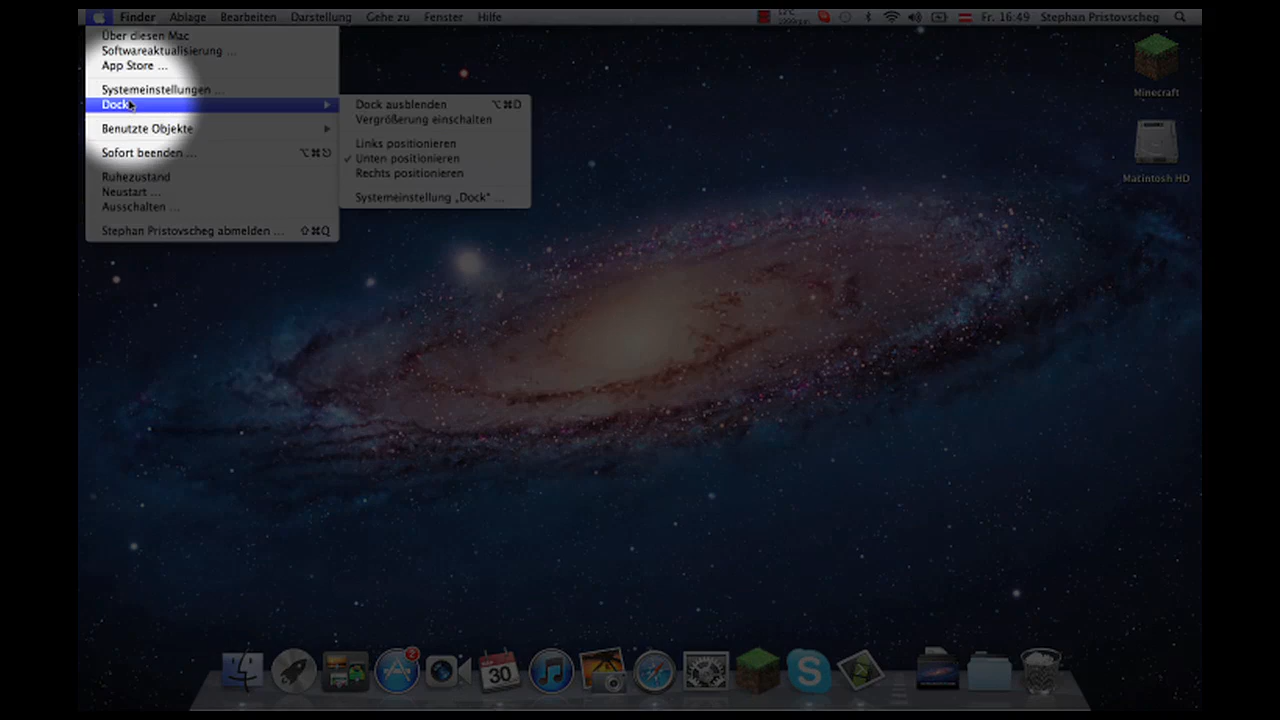 Finder Ablage Bearbeiten Darstellung Gehe zu Fenster Hilfe Fr. 16:49 Stephan Pristovscheg
Über diesen Mac
Softwareaktualisierung ...
App Store ...
Systemeinstellungen ...
Dock
Benutzte Objekte
Sofort beenden ... ⌥⌘⎋
Ruhezustand
Neustart ...
Ausschalten ...
Stephan Pristovscheg abmelden ... ⇧⌘Q
Dock ausblenden ⌥⌘D
Vergrößerung einschalten
Links positionieren
✓ Unten positionieren
Rechts positionieren
Systemeinstellung „Dock“ ...
Minecraft
Macintosh HD
2
30
S